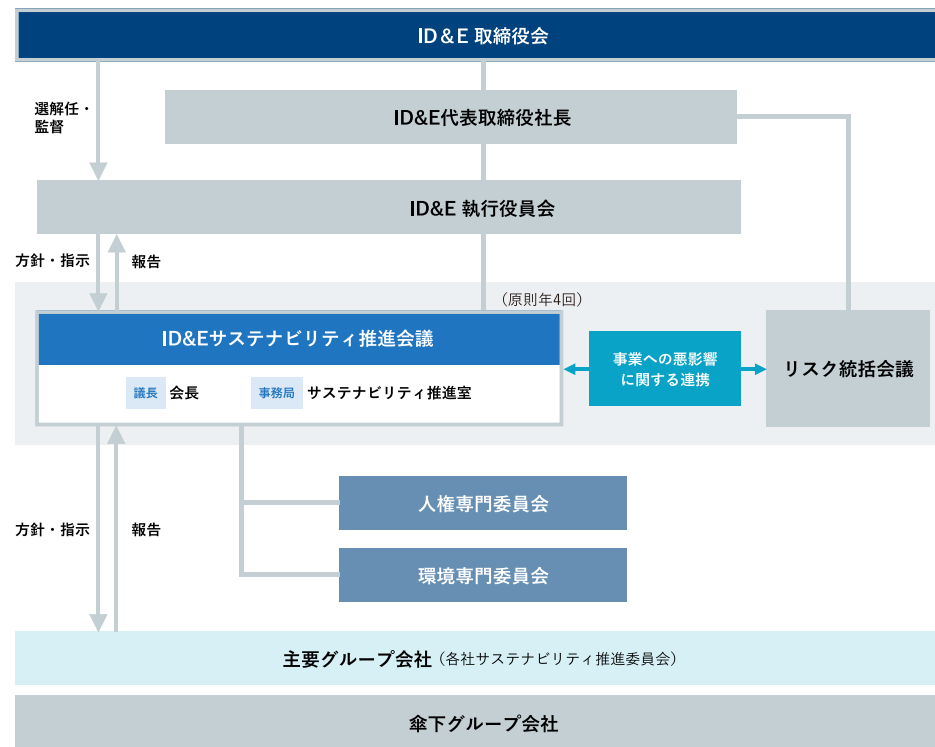 ID&E 取締役会
選解任・
監督
ID&E代表取締役社長
ID&E 執行役員会
方針・指示
報告
(原則年4回)
ID&Eサステナビリティ推進会議
議長 会長
事務局 サステナビリティ推進室
事業への悪影響
に関する連携
リスク統括会議
人権専門委員会
方針・指示
報告
環境専門委員会
主要グループ会社(各社サステナビリティ推進委員会)
傘下グループ会社